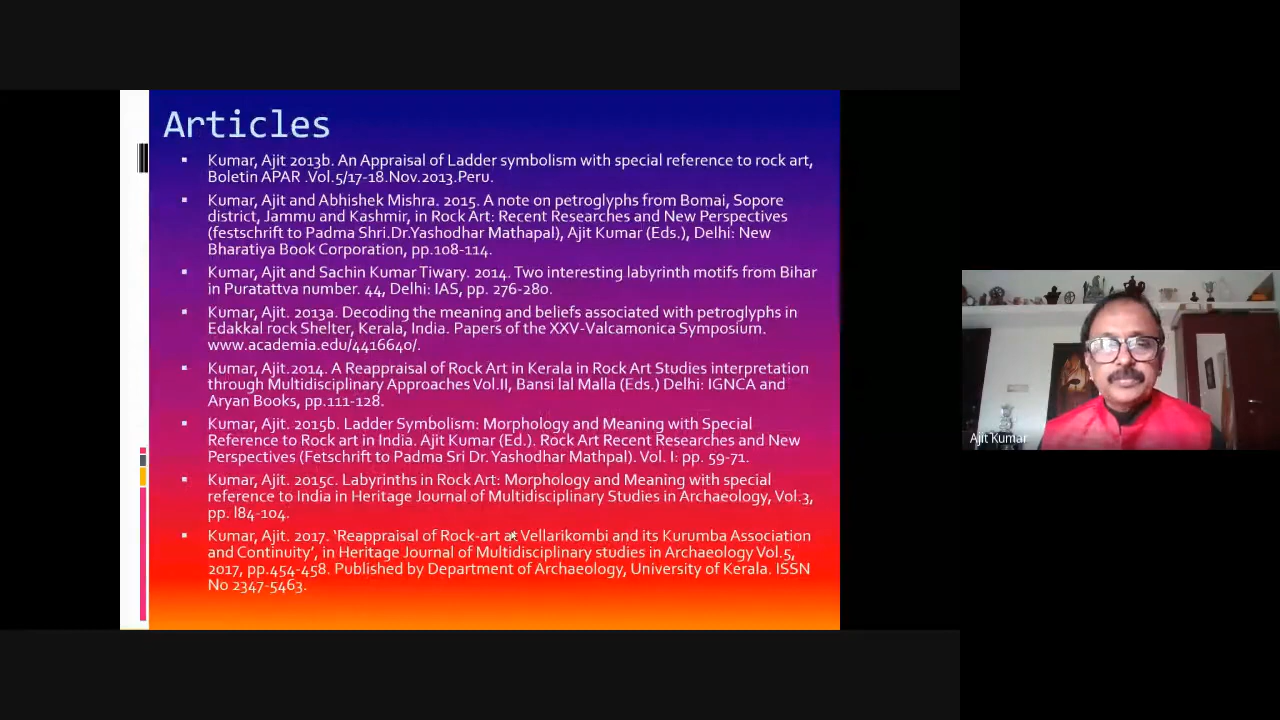 Articles
Kumar, Ajit 2013b. An Appraisal of Ladder symbolism with special reference to rock art,
Boletin APAR .Vol.5/17-18.Nov.2013.Peru.
Kumar, Ajit and Abhishek Mishra. 2015. A note on petroglyphs from Bomai, Sopore
district, Jammu and Kashmir, in Rock Art: Recent Researches and New Perspectives
(festschrift to Padma Shri.Dr.Yashodhar Mathapal), Ajit Kumar (Eds.), Delhi: New
Bharatiya Book Corporation, pp.108-114.
Kumar, Ajit and Sachin Kumar Tiwary. 2014. Two interesting labyrinth motifs from Bihar
in Puratattva number. 44, Delhi: IAS, pp. 276-280.
Kumar, Ajit. 2013a. Decoding the meaning and beliefs associated with petroglyphs in
Edakkal rock Shelter, Kerala, India. Papers of the XXV-Valcamonica Symposium.
www.academia.edu/4416640/.
Kumar, Ajit.2014. A Reappraisal of Rock Art in Kerala in Rock Art Studies interpretation
through Multidisciplinary Approaches Vol.II, Bansi lal Malla (Eds.) Delhi: IGNCA and
Aryan Books, pp.111-128.
Kumar, Ajit. 2015b. Ladder Symbolism: Morphology and Meaning with Special
Reference to Rock art in India. Ajit Kumar (Ed.). Rock Art Recent Researches and New
Perspectives (Fetschrift to Padma Sri Dr. Yashodhar Mathpal). Vol. I: pp. 59-71.
Kumar, Ajit. 2015c. Labyrinths in Rock Art: Morphology and Meaning with special
reference to India in Heritage Journal of Multidisciplinary Studies in Archaeology, Vol.3,
pp. l84-104.
Kumar, Ajit. 2017. ‘Reappraisal of Rock-art at Vellarikombi and its Kurumba Association
and Continuity’, in Heritage Journal of Multidisciplinary studies in Archaeology Vol.5,
2017, pp.454-458. Published by Department of Archaeology, University of Kerala. ISSN
No 2347-5463.
Ajit Kumar